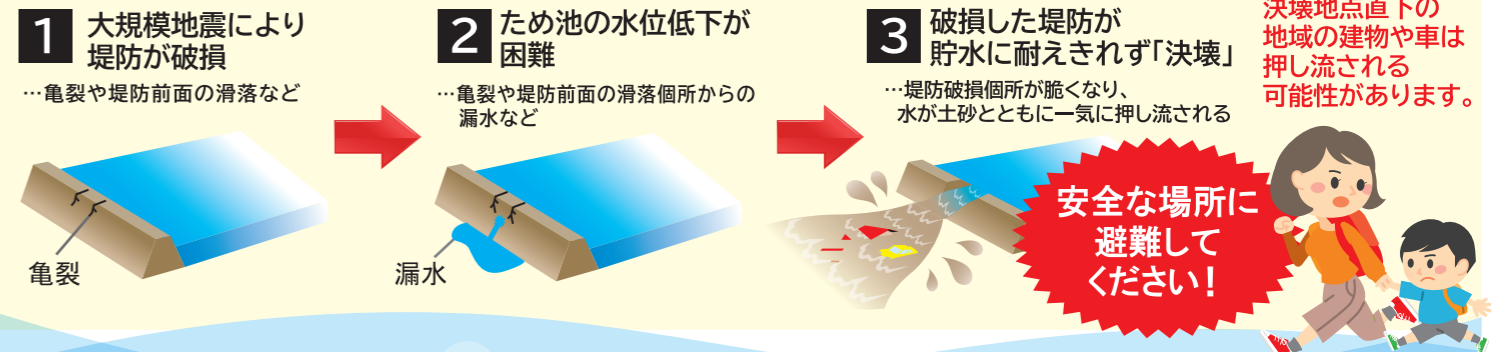 1 大規模地震により
堤防が破損
…亀裂や堤防前面の滑落など
亀裂
2 ため池の水位低下が
困難
…亀裂や堤防前面の滑落個所からの
漏水など
漏水
3 破損した堤防が
貯水に耐えきれず「決壊」
…堤防破損個所が脆くなり、
水が土砂とともに一気に押し流される
決壊地点直下の
地域の建物や車は
押し流される
可能性があります。
安全な場所に
避難して
ください!